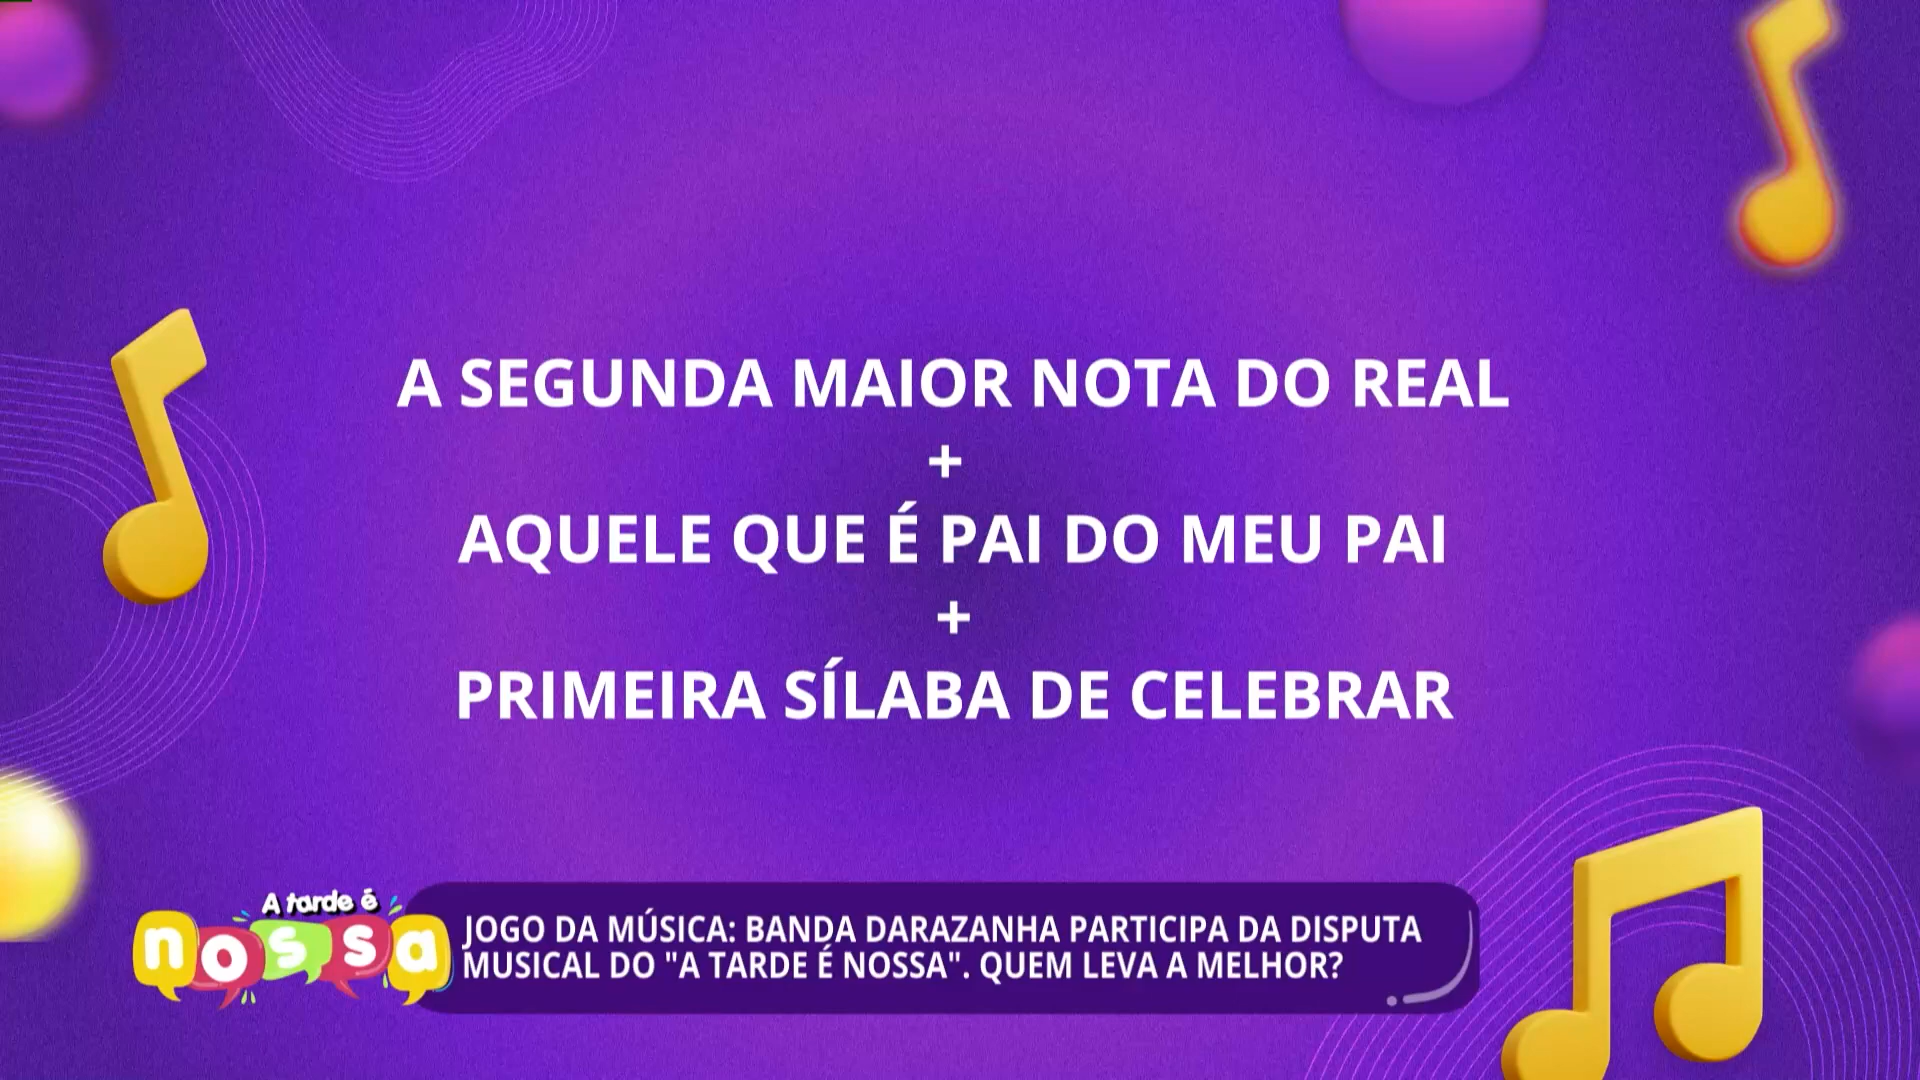 A SEGUNDA MAIOR NOTA DO REAL
+
AQUELE QUE É PAI DO MEU PAI
+
PRIMEIRA SÍLABA DE CELEBRAR
A tarde é
nossa
JOGO DA MÚSICA: BANDA DARAZANHA PARTICIPA DA DISPUTA
MUSICAL DO "A TARDE É NOSSA". QUEM LEVA A MELHOR?